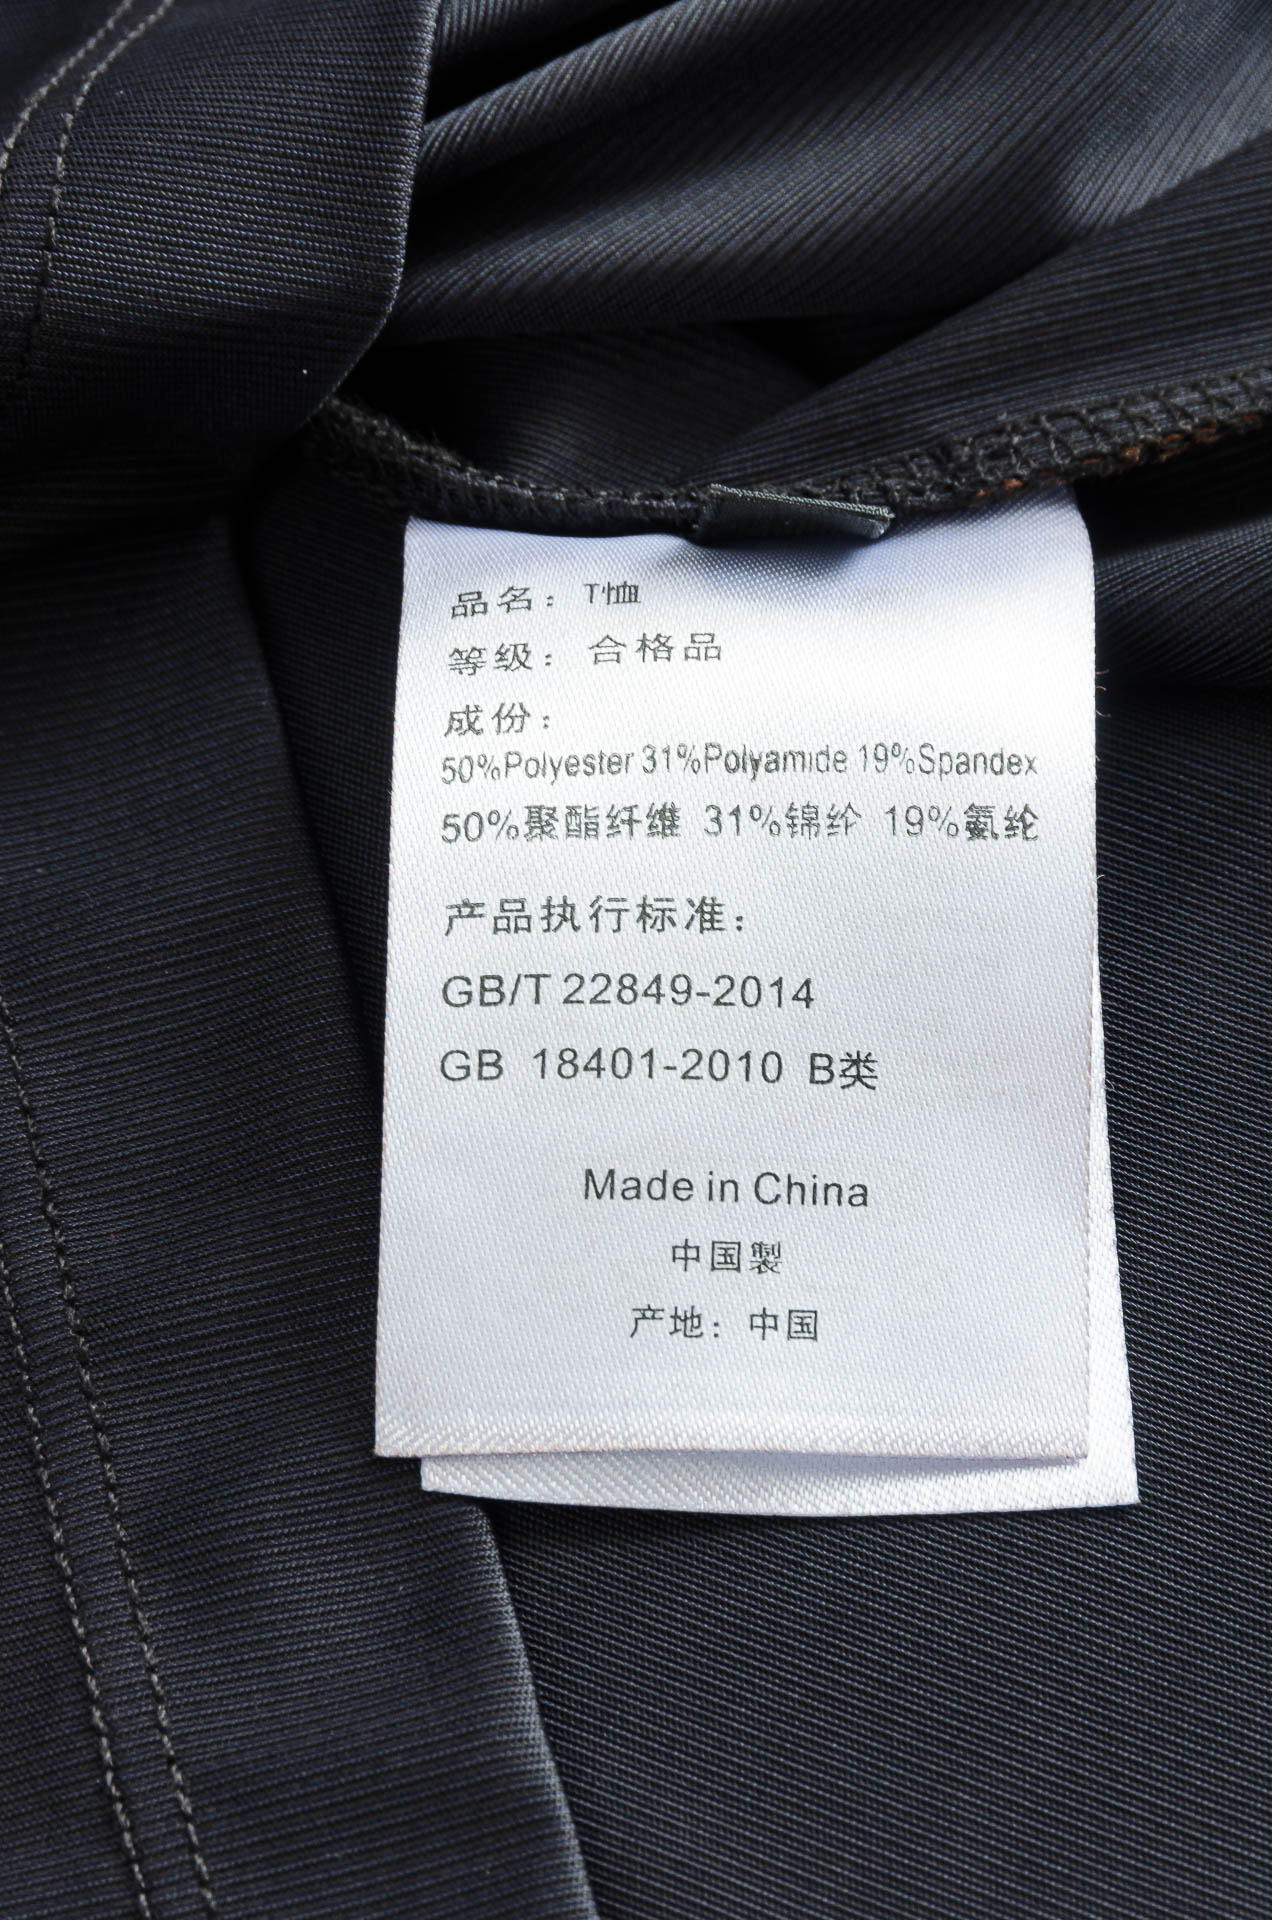 品名：T恤
等级：合格品
成份：
50%Polyester 31%Polyamide 19%Spandex
50%聚酯纤维 31%锦纶 19%氨纶
产品执行标准：
GB/T 22849-2014
GB 18401-2010 B类
Made in China
中国製
产地：中国